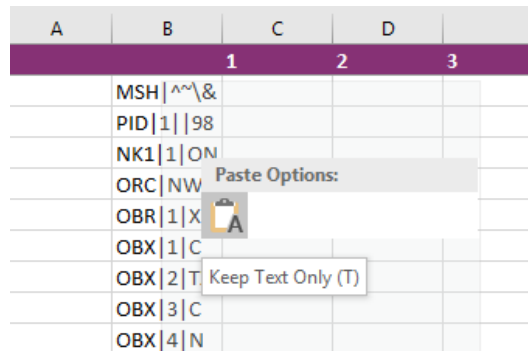 A B C D
1 2 3
MSH|^~\&
PID|1||98
NK1|1|ON
ORC|NW
Paste Options:
OBR|1|X
OBX|1|C
OBX|2|T
Keep Text Only (T)
OBX|3|C
OBX|4|N